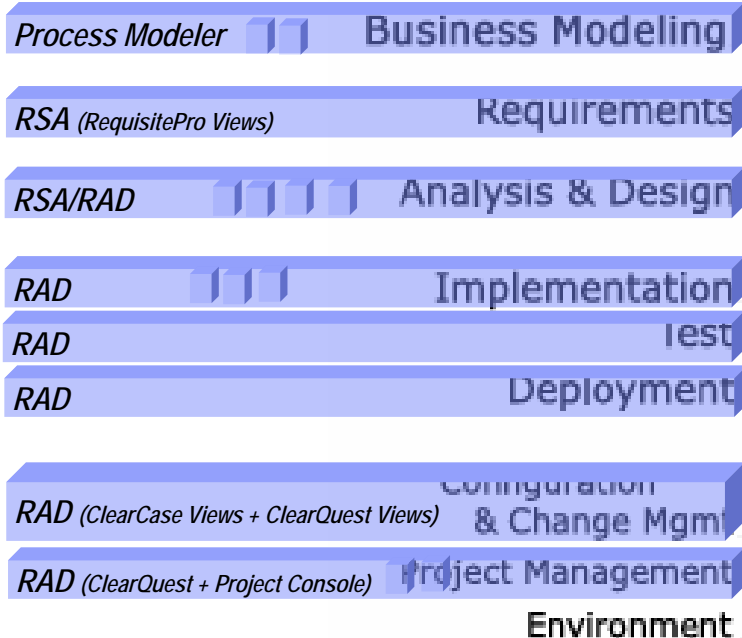 Process Modeler Business Modeling
RSA (RequisitePro Views) Requirements
RSA/RAD Analysis & Design
RAD Implementation
RAD Test
RAD Deployment
Configuration
RAD (ClearCase Views + ClearQuest Views) & Change Mgmt
RAD (ClearQuest + Project Console) Project Management
Environment